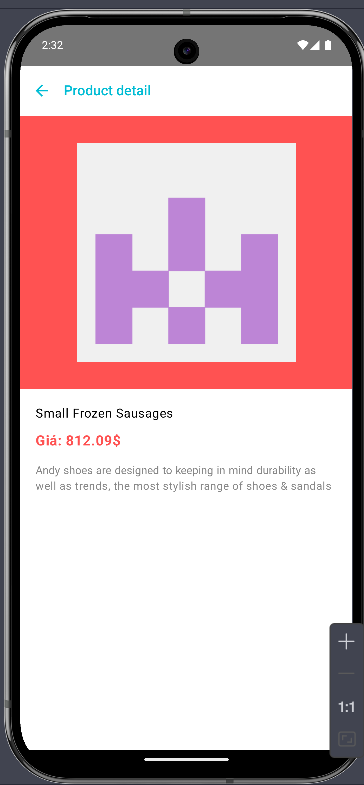 2:32
Product detail
Small Frozen Sausages
Giá: 812.09$
Andy shoes are designed to keeping in mind durability as
well as trends, the most stylish range of shoes & sandals
1:1